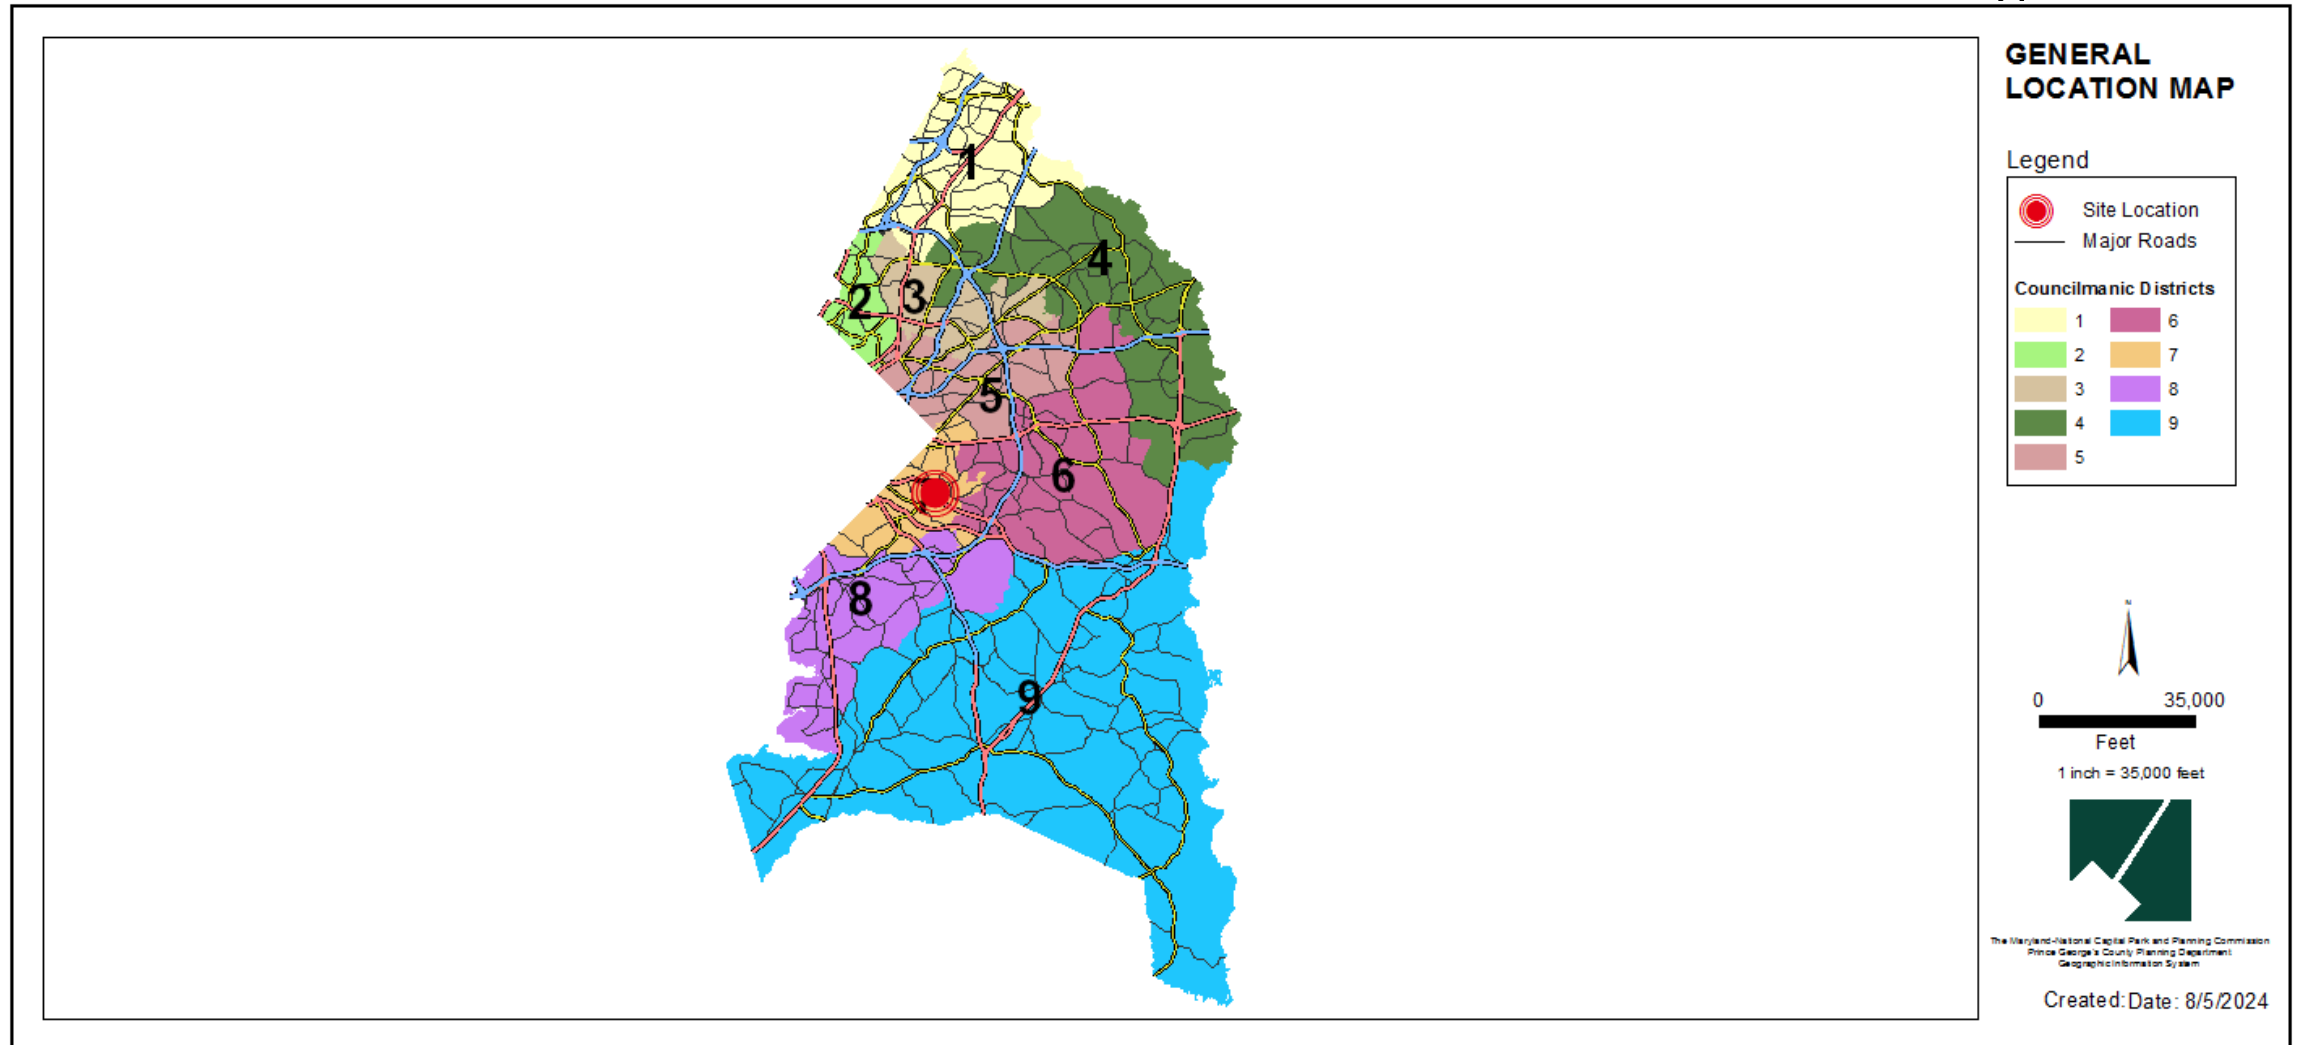 GENERAL
LOCATION MAP
Legend
Site Location
Major Roads
Councilmanic Districts
1 6
2 7
3 8
4 9
5
1
4
2 3
5
6
8
9
N
0 35,000
Feet
1 inch = 35,000 feet
The Maryland-National Capital Park and Planning Commission
Prince George's County Planning Department
Geographic Information System
Created: Date: 8/5/2024